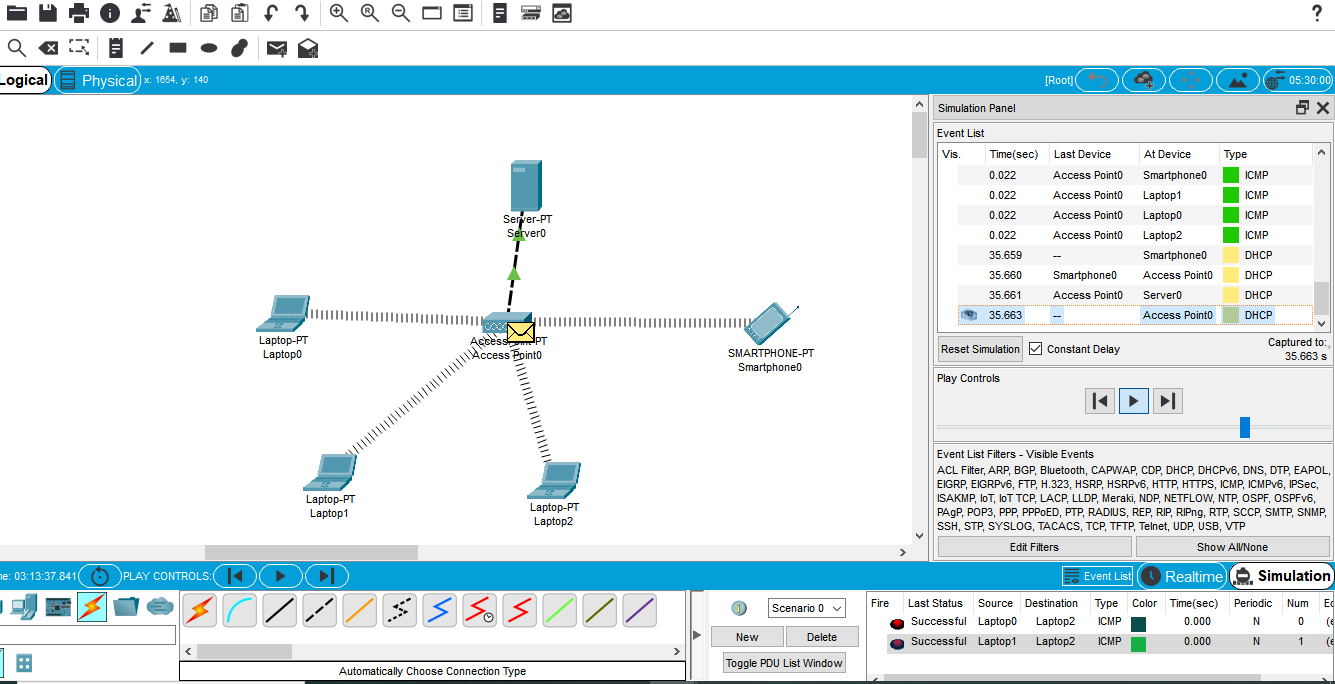 Logical Physical x: 1654, y: 140 [Root] 05:30:00
Server-PT
Server0
Laptop-PT
Laptop0
Access Point0
SMARTPHONE-PT
Smartphone0
Laptop-PT
Laptop1
Laptop-PT
Laptop2
Simulation Panel
Event List
Vis. Time(sec) Last Device At Device Type
0.022 Access Point0 Smartphone0 ICMP
0.022 Access Point0 Laptop1 ICMP
0.022 Access Point0 Laptop0 ICMP
0.022 Access Point0 Laptop2 ICMP
35.659 -- Smartphone0 DHCP
35.660 Smartphone0 Access Point0 DHCP
35.661 Access Point0 Server0 DHCP
35.663 -- Access Point0 DHCP
Reset Simulation Constant Delay
Captured to:
35.663 s
Play Controls
Event List Filters - Visible Events
ACL Filter, ARP, BGP, Bluetooth, CAPWAP, CDP, DHCP, DHCPv6, DNS, DTP, EAPOL,
EIGRP, EIGRPv6, FTP, H.323, HSRP, HSRPv6, HTTP, HTTPS, ICMP, ICMPv6, IPSec,
ISAKMP, IoT, IoT TCP, LACP, LLDP, Meraki, NDP, NETFLOW, NTP, OSPF, OSPFv6,
PAgP, POP3, PPP, PPPoED, PTP, RADIUS, REP, RIP, RIPng, RTP, SCCP, SMTP, SNMP,
SSH, STP, SYSLOG, TACACS, TCP, TFTP, Telnet, UDP, USB, VTP
Edit Filters Show All/None
03:13:37.841 PLAY CONTROLS: Event List Realtime Simulation
Scenario 0
New Delete
Toggle PDU List Window
Automatically Choose Connection Type
Fire Last Status Source Destination Type Color Time(sec) Periodic Num
Successful Laptop0 Laptop2 ICMP 0.000 N 0
Successful Laptop1 Laptop2 ICMP 0.000 N 1